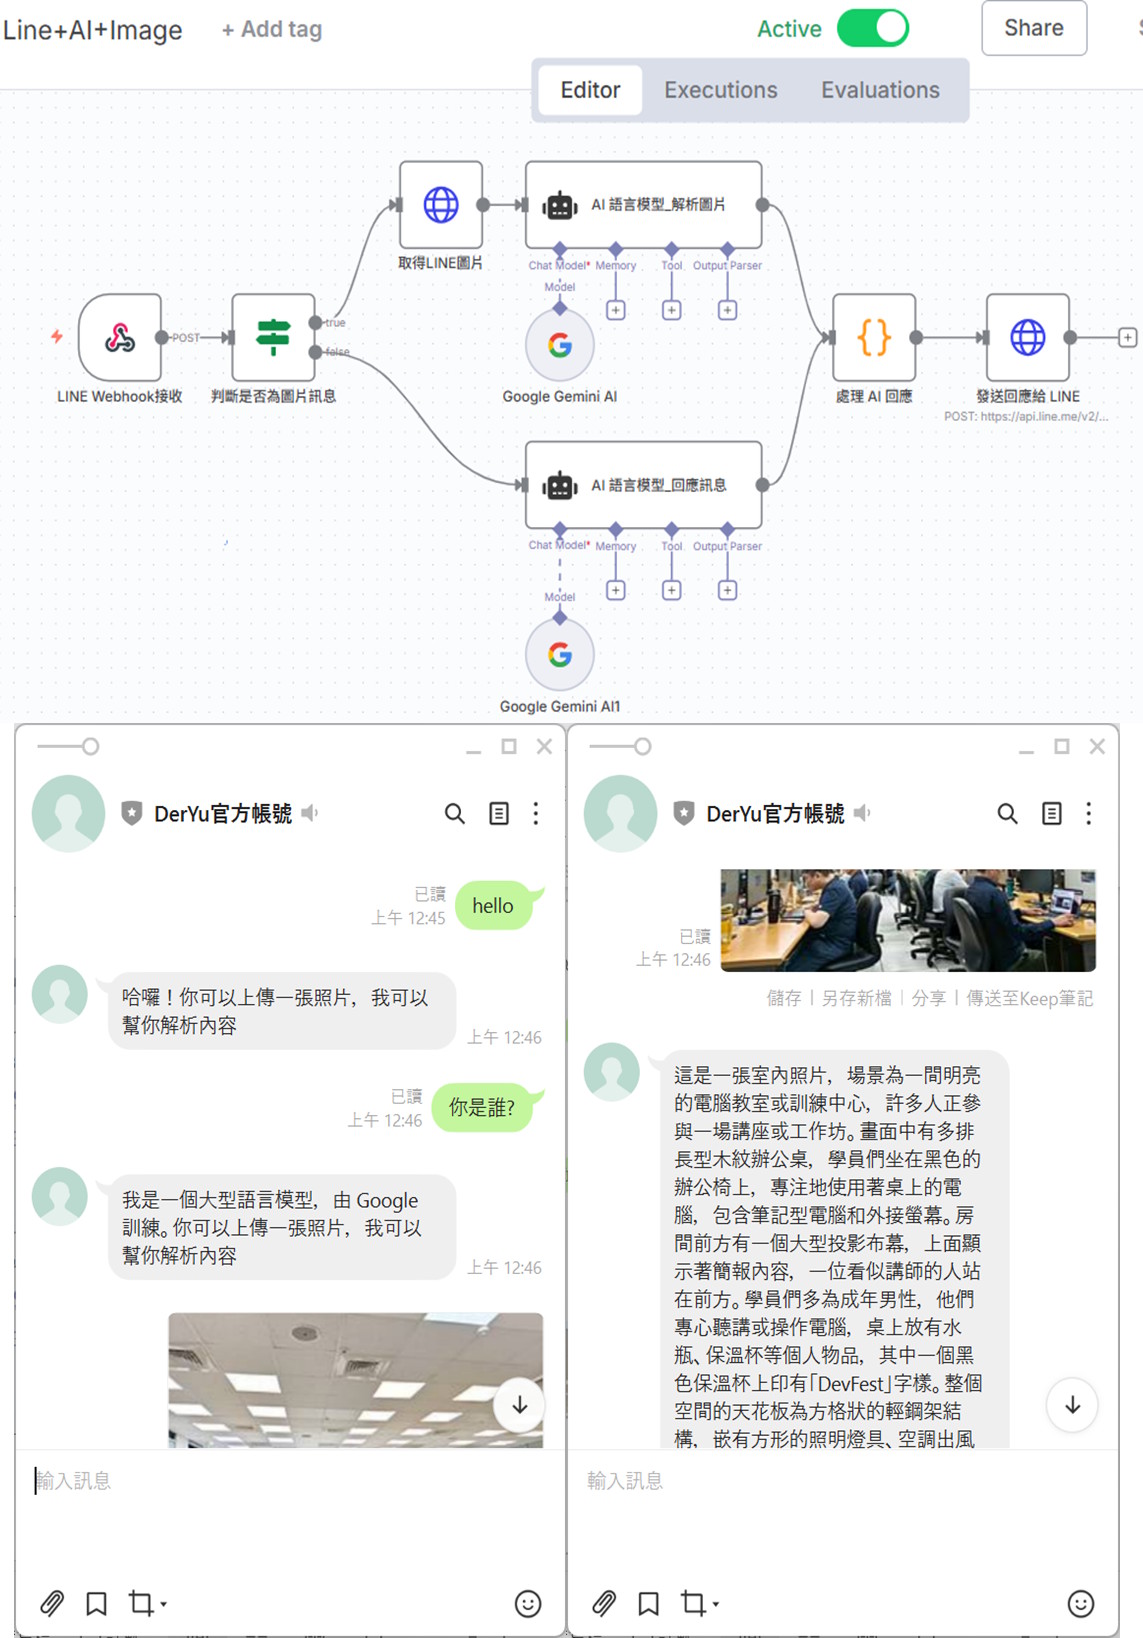 Line+AI+Image
+ Add tag
Active
Share
Editor
Executions
Evaluations
取得LINE圖片
AI 語言模型_解析圖片
Chat Model*
Memory
Tool
Output Parser
Model
Google Gemini AI
LINE Webhook接收
POST
判斷是否為圖片訊息
true
false
處理 AI 回應
發送回應給 LINE
POST: https://api.line.me/v2/...
AI 語言模型_回應訊息
Chat Model*
Memory
Tool
Output Parser
Model
Google Gemini AI1
DerYu官方帳號
已讀
上午 12:45
hello
哈囉！你可以上傳一張照片，我可以
幫你解析內容
上午 12:46
已讀
上午 12:46
你是誰?
我是一個大型語言模型，由 Google
訓練。你可以上傳一張照片，我可以
幫你解析內容
上午 12:46
輸入訊息
DerYu官方帳號
已讀
上午 12:46
儲存 | 另存新檔 | 分享 | 傳送至Keep筆記
這是一張室內照片，場景為一間明亮
的電腦教室或訓練中心，許多人正參
與一場講座或工作坊。畫面中有多排
長型木紋辦公桌，學員們坐在黑色的
辦公椅上，專注地使用著桌上的電
腦，包含筆記型電腦和外接螢幕。房
間前方有一個大型投影布幕，上面顯
示著簡報內容，一位看似講師的人站
在前方。學員們多為成年男性，他們
專心聽講或操作電腦，桌上放有水
瓶、保溫杯等個人物品，其中一個黑
色保溫杯上印有「DevFest」字樣。整個
空間的天花板為方格狀的輕鋼架結
構，嵌有方形的照明燈具、空調出風
輸入訊息